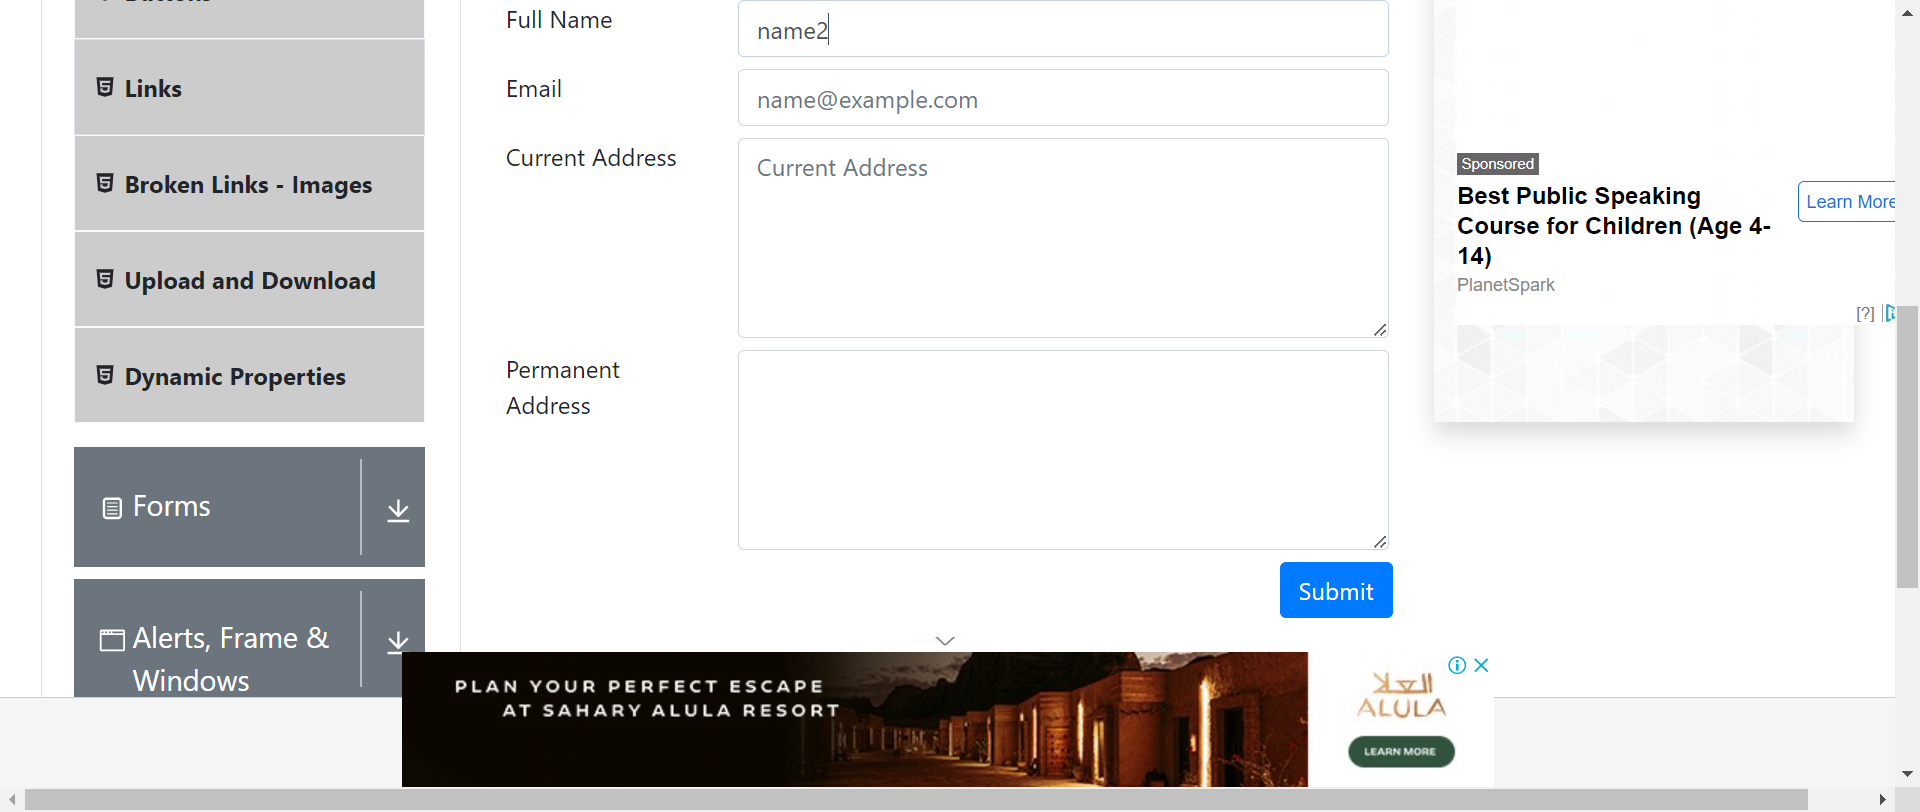 Links
Broken Links - Images
Upload and Download
Dynamic Properties
Forms
Alerts, Frame &
Windows
Full Name
name2
Email
name@example.com
Current Address
Current Address
Permanent
Address
Submit
Sponsored
Best Public Speaking
Course for Children (Age 4-
14)
PlanetSpark
Learn More
[?]
PLAN YOUR PERFECT ESCAPE
AT SAHARY ALULA RESORT
ALULA
LEARN MORE